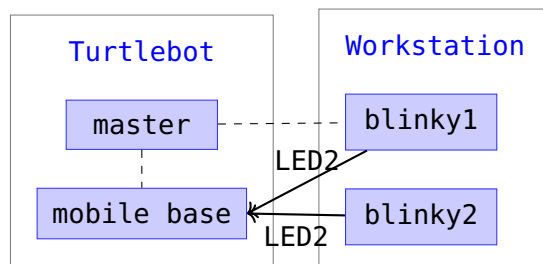 Turtlebot
Workstation
master
blinky1
LED2
mobile base
blinky2
LED2